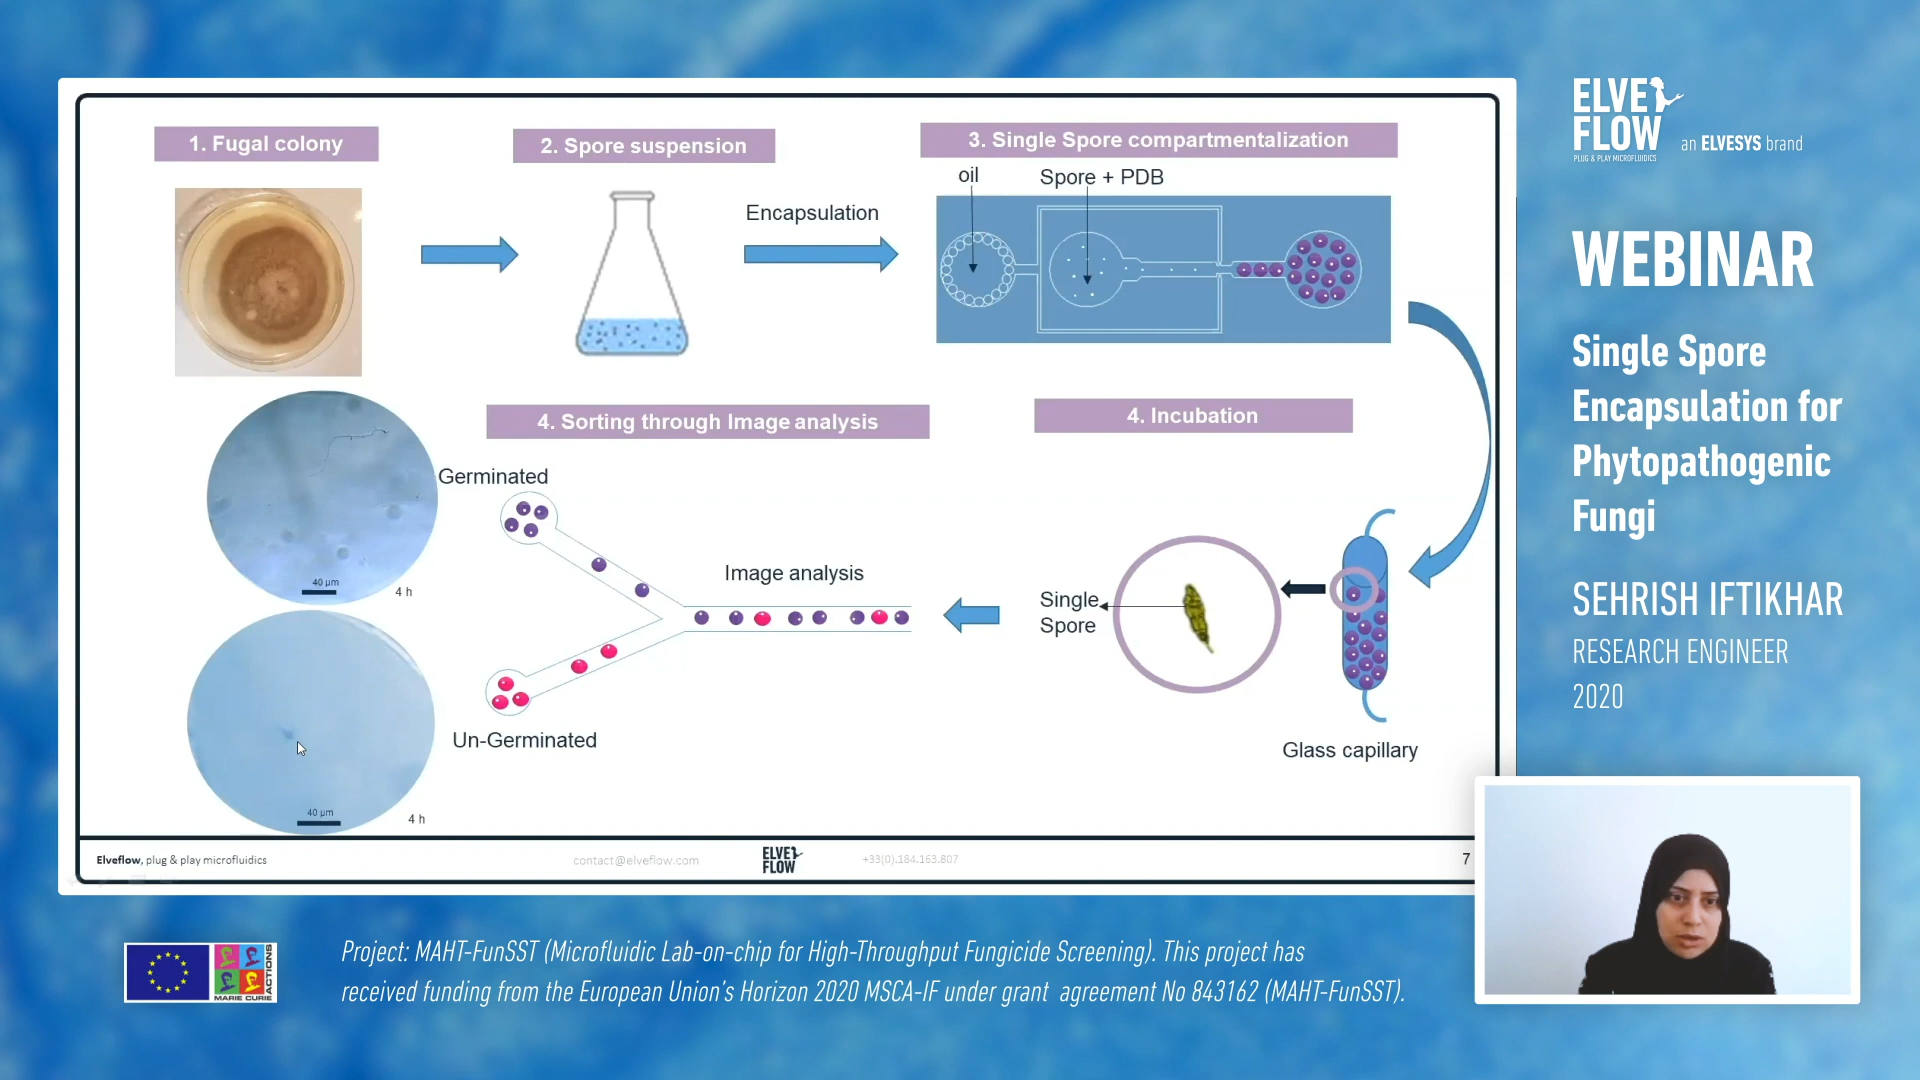 1. Fugal colony
2. Spore suspension
3. Single Spore compartmentalization
oil
Spore + PDB
Encapsulation
4. Sorting through Image analysis
4. Incubation
Germinated
Image analysis
Single
Spore
Un-Germinated
Glass capillary
40 µm
4 h
40 µm
4 h
Elveflow, plug & play microfluidics
contact@elveflow.com
ELVE
FLOW
+33(0).184.163.807
7
ELVE
FLOW
PLUG & PLAY MICROFLUIDICS
an ELVESYS brand
WEBINAR
Single Spore
Encapsulation for
Phytopathogenic
Fungi
SEHRISH IFTIKHAR
RESEARCH ENGINEER
2020
MARIE CURIE
ACTIONS
Project: MAHT-FunSST (Microfluidic Lab-on-chip for High-Throughput Fungicide Screening). This project has
received funding from the European Union's Horizon 2020 MSCA-IF under grant agreement No 843162 (MAHT-FunSST).